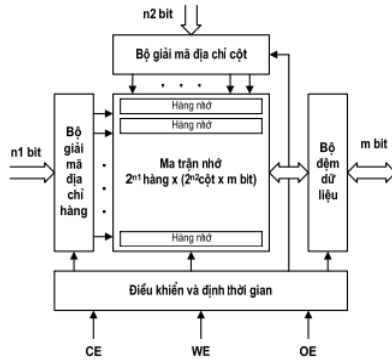 n2 bit
Bộ giải mã địa chỉ cột
Hàng nhớ
Hàng nhớ
Bộ
giải
mã
địa
chỉ
hàng
n1 bit
Ma trận nhớ
2ⁿ¹ hàng x (2ⁿ²cột x m bit)
Hàng nhớ
Bộ
đệm
dữ
liệu
m bit
Điều khiển và định thời gian
CE
WE
OE